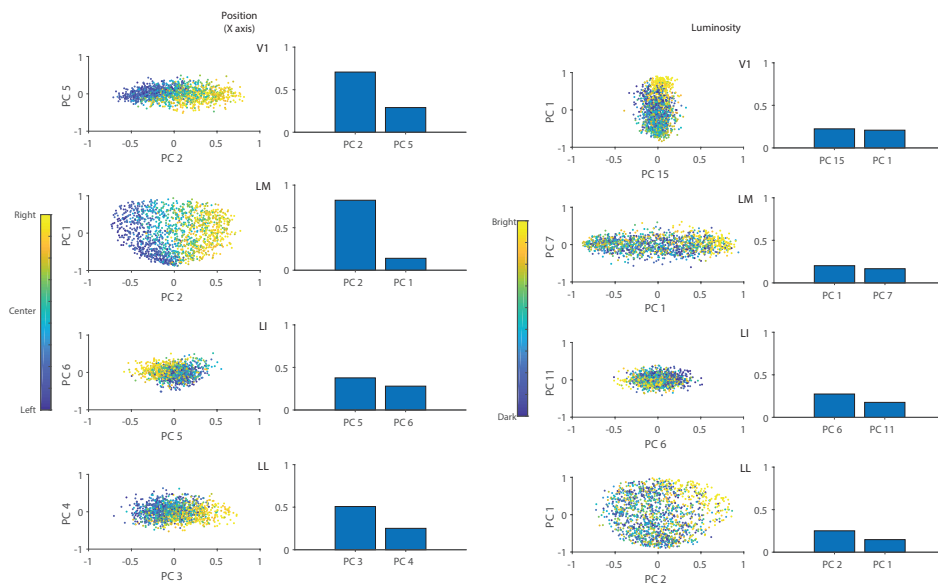 Position
(X axis)
V1
1
0
-1
PC 5
-1 -0.5 0 0.5 1
PC 2
1
0.5
0
PC 2 PC 5
LM
1
0
-1
PC 1
-1 -0.5 0 0.5 1
PC 2
1
0.5
0
PC 2 PC 1
Right
Center
Left
LI
1
0
-1
PC 6
-1 -0.5 0 0.5 1
PC 5
1
0.5
0
PC 5 PC 6
LL
1
0
-1
PC 4
-1 -0.5 0 0.5 1
PC 3
1
0.5
0
PC 3 PC 4
Luminosity
V1
1
0
-1
PC 1
-1 -0.5 0 0.5 1
PC 15
1
0.5
0
PC 15 PC 1
LM
1
0
-1
PC 7
-1 -0.5 0 0.5 1
PC 1
1
0.5
0
PC 1 PC 7
Bright
Dark
LI
1
0
-1
PC 11
-1 -0.5 0 0.5 1
PC 6
1
0.5
0
PC 6 PC 11
LL
1
0
-1
PC 1
-1 -0.5 0 0.5 1
PC 2
1
0.5
0
PC 2 PC 1